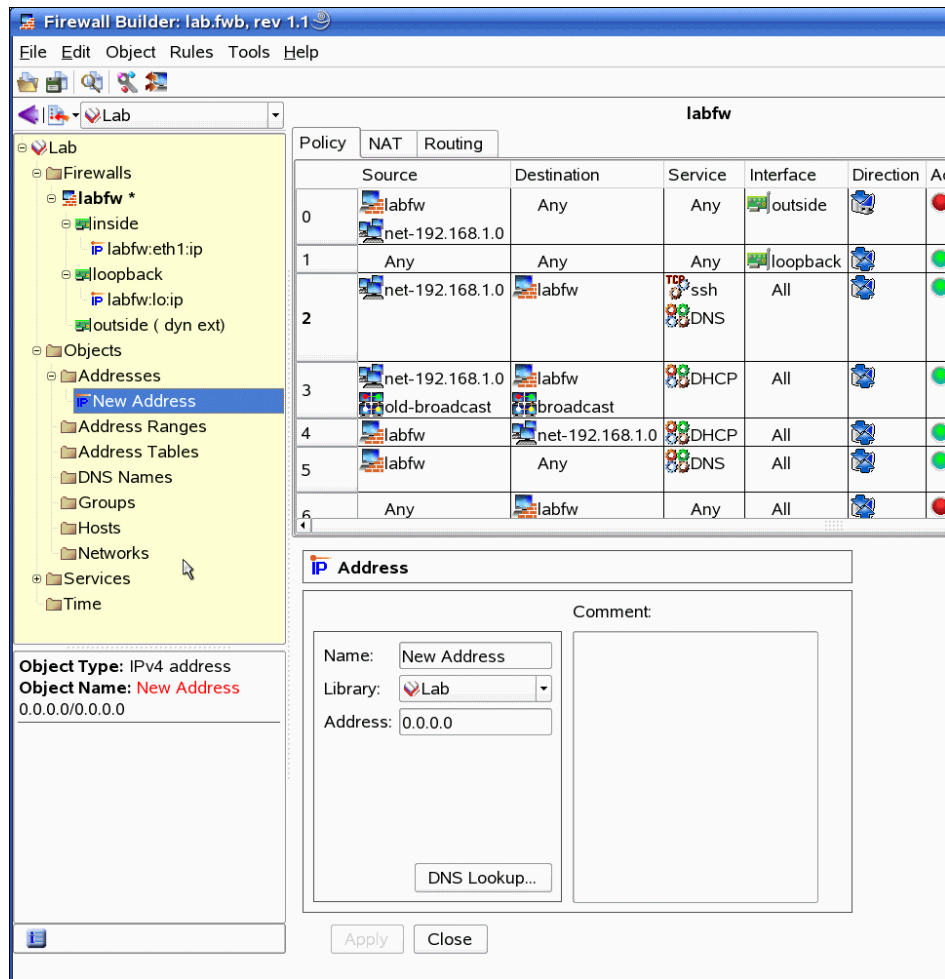 Firewall Builder: lab.fwb, rev 1.1
File Edit Object Rules Tools Help
Lab
labfw
Lab
Firewalls
labfw *
inside
labfw:eth1:ip
loopback
labfw:lo:ip
outside ( dyn ext)
Objects
Addresses
New Address
Address Ranges
Address Tables
DNS Names
Groups
Hosts
Networks
Services
Time
Object Type: IPv4 address
Object Name: New Address
0.0.0.0/0.0.0.0
Policy NAT Routing
Source Destination Service Interface Direction Ac
0 labfw Any Any outside
net-192.168.1.0
1 Any Any Any loopback
2 net-192.168.1.0 labfw TCP ssh All
DNS
3 net-192.168.1.0 labfw DHCP All
old-broadcast broadcast
4 labfw net-192.168.1.0 DHCP All
5 labfw Any DNS All
6 Any labfw Any All
IP Address
Comment:
Name: New Address
Library: Lab
Address: 0.0.0.0
DNS Lookup...
Apply Close